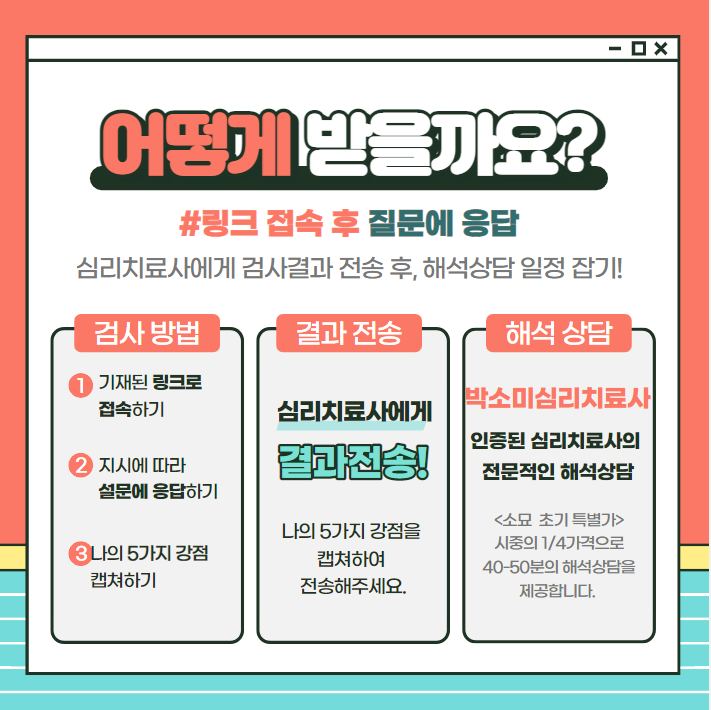 어떻게 받을까요?
#링크 접속 후 질문에 응답
심리치료사에게 검사결과 전송 후, 해석상담 일정 잡기!
검사 방법
1 기재된 링크로
접속하기
2 지시에 따라
설문에 응답하기
3 나의 5가지 강점
캡쳐하기
결과 전송
심리치료사에게
결과전송!
나의 5가지 강점을
캡쳐하여
전송해주세요.
해석 상담
박소미심리치료사
인증된 심리치료사의
전문적인 해석상담
<소묘 초기 특별가>
시중의 1/4가격으로
40-50분의 해석상담을
제공합니다.